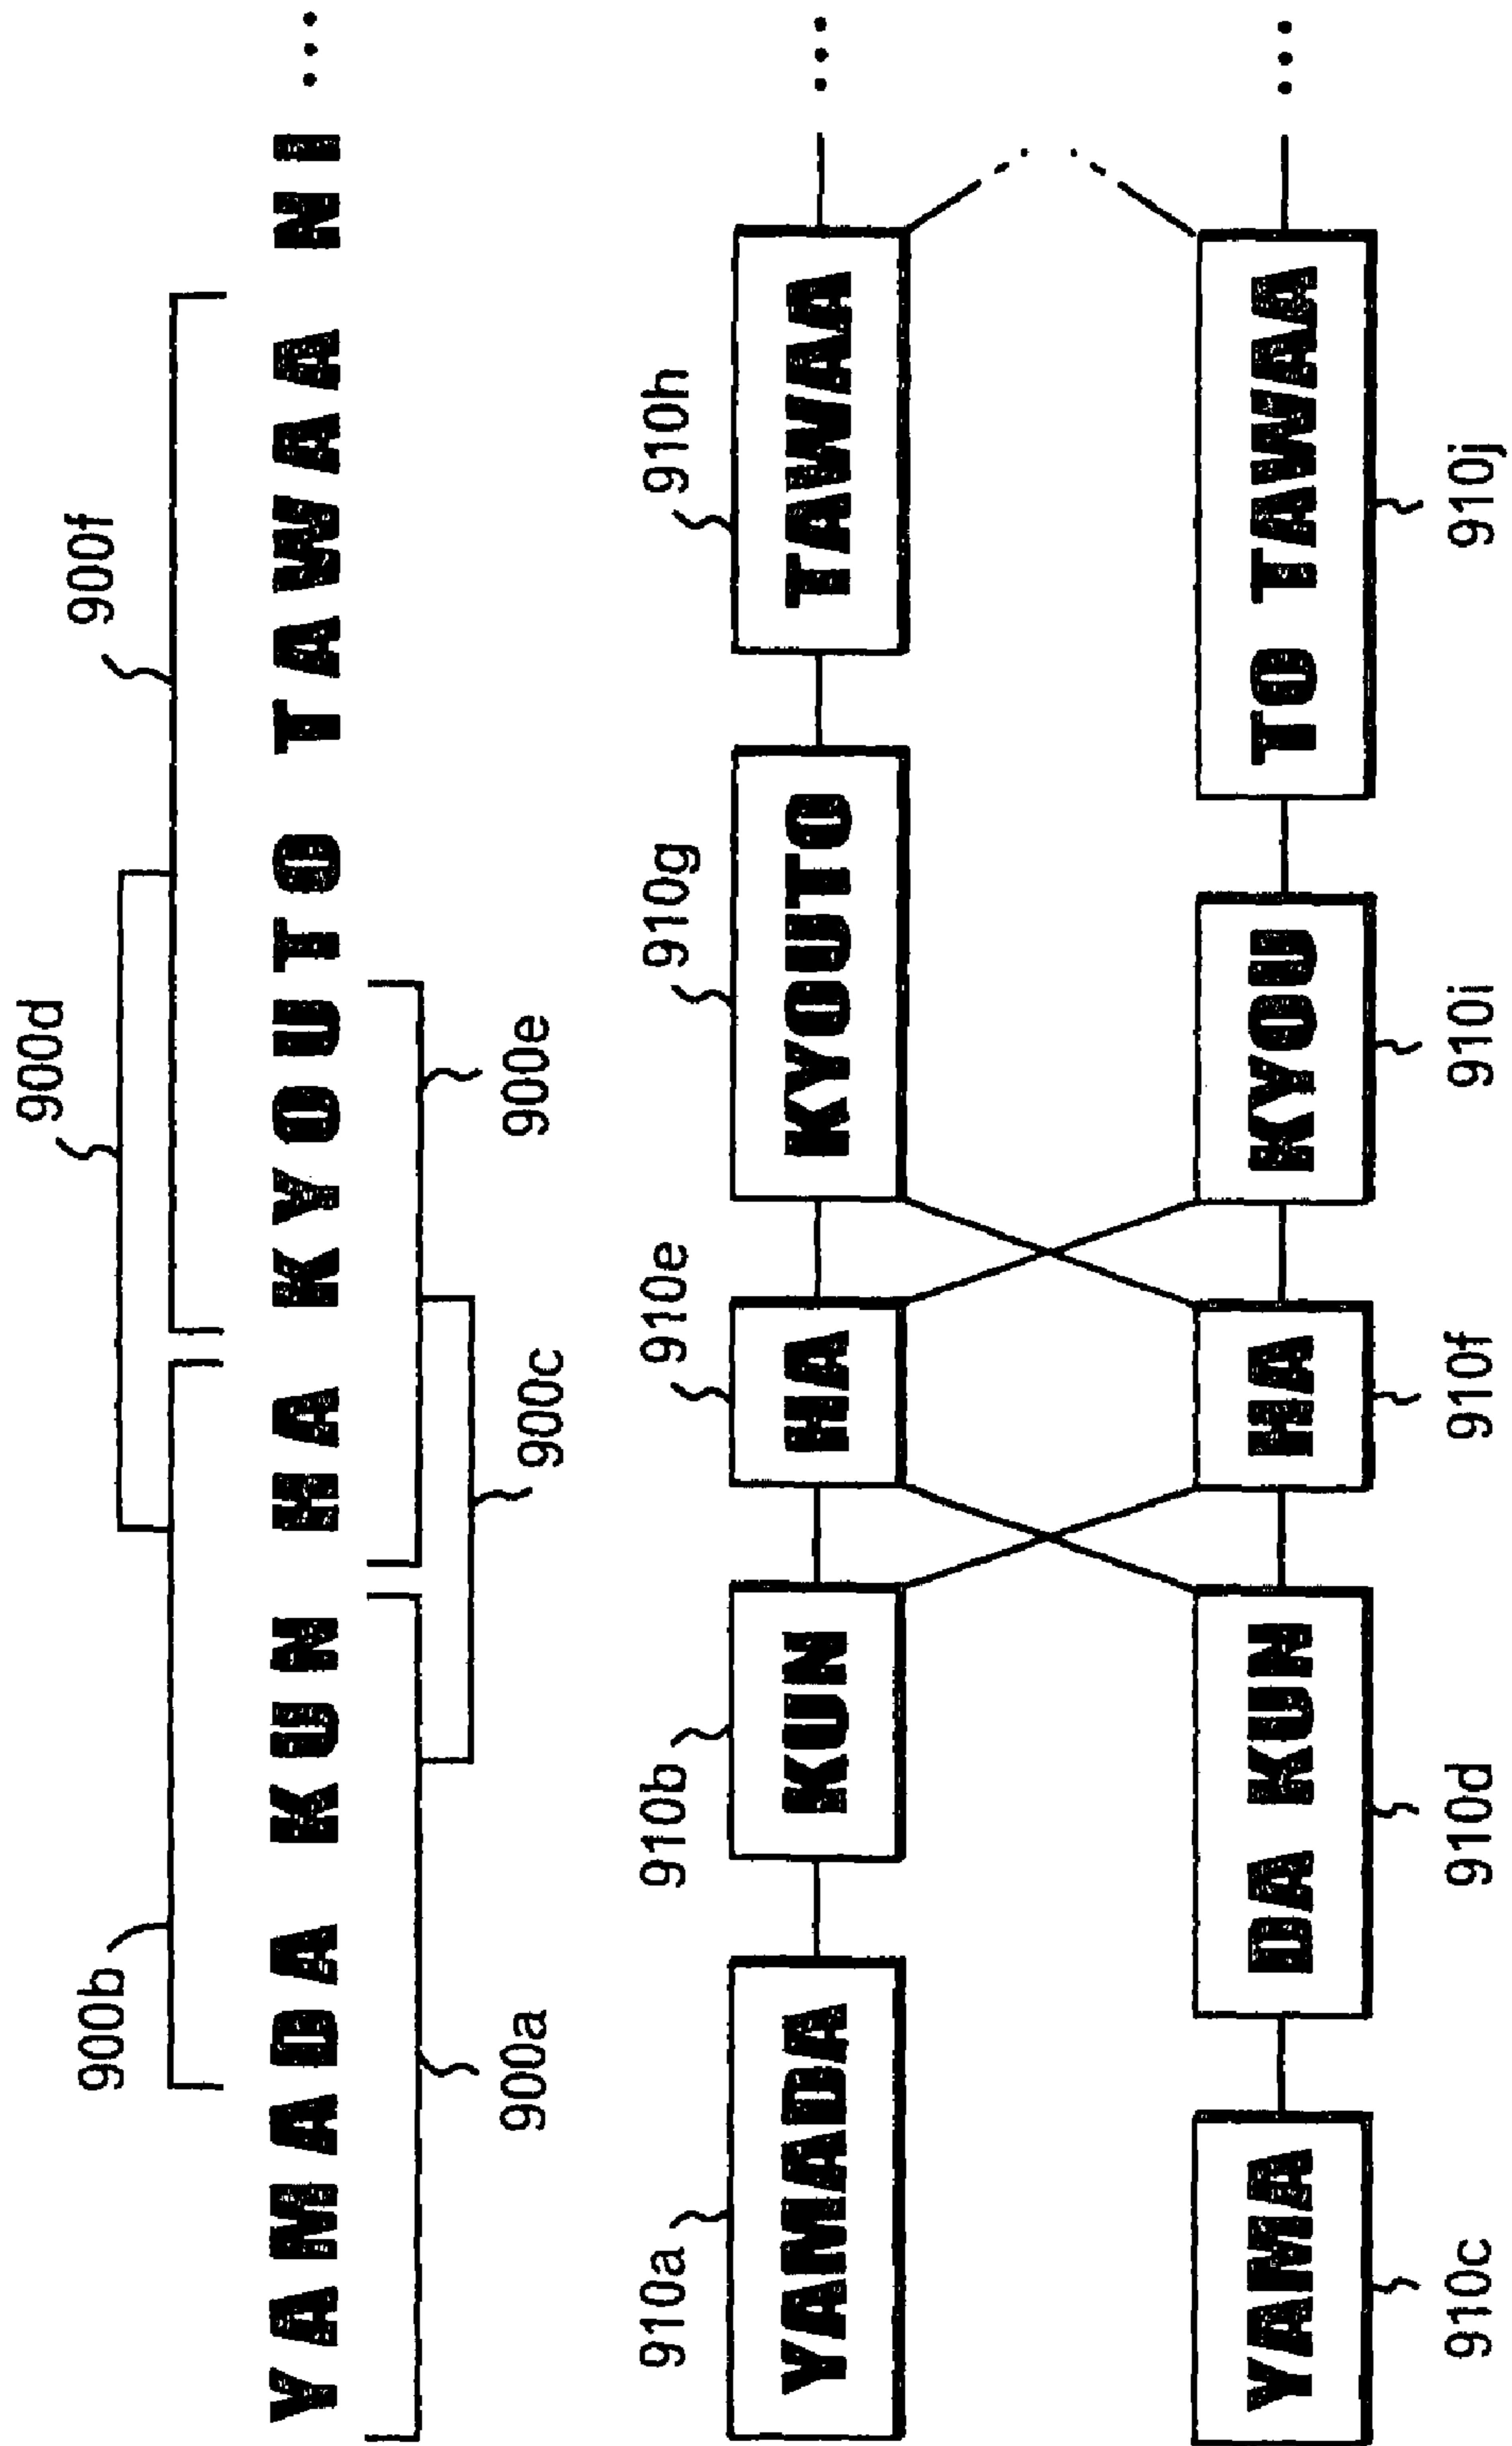 900d
900b 900f
YAMADA KUN HA KYOUTO TAWAA NI ...
900a 900e
900c
910a 910b 910e 910g 910h
YAMADA KUN HA KYOUTO TAWAA ...
YAMA DA KUN HA KYOU TO TAWAA ...
910c 910d 910f 910i 910j